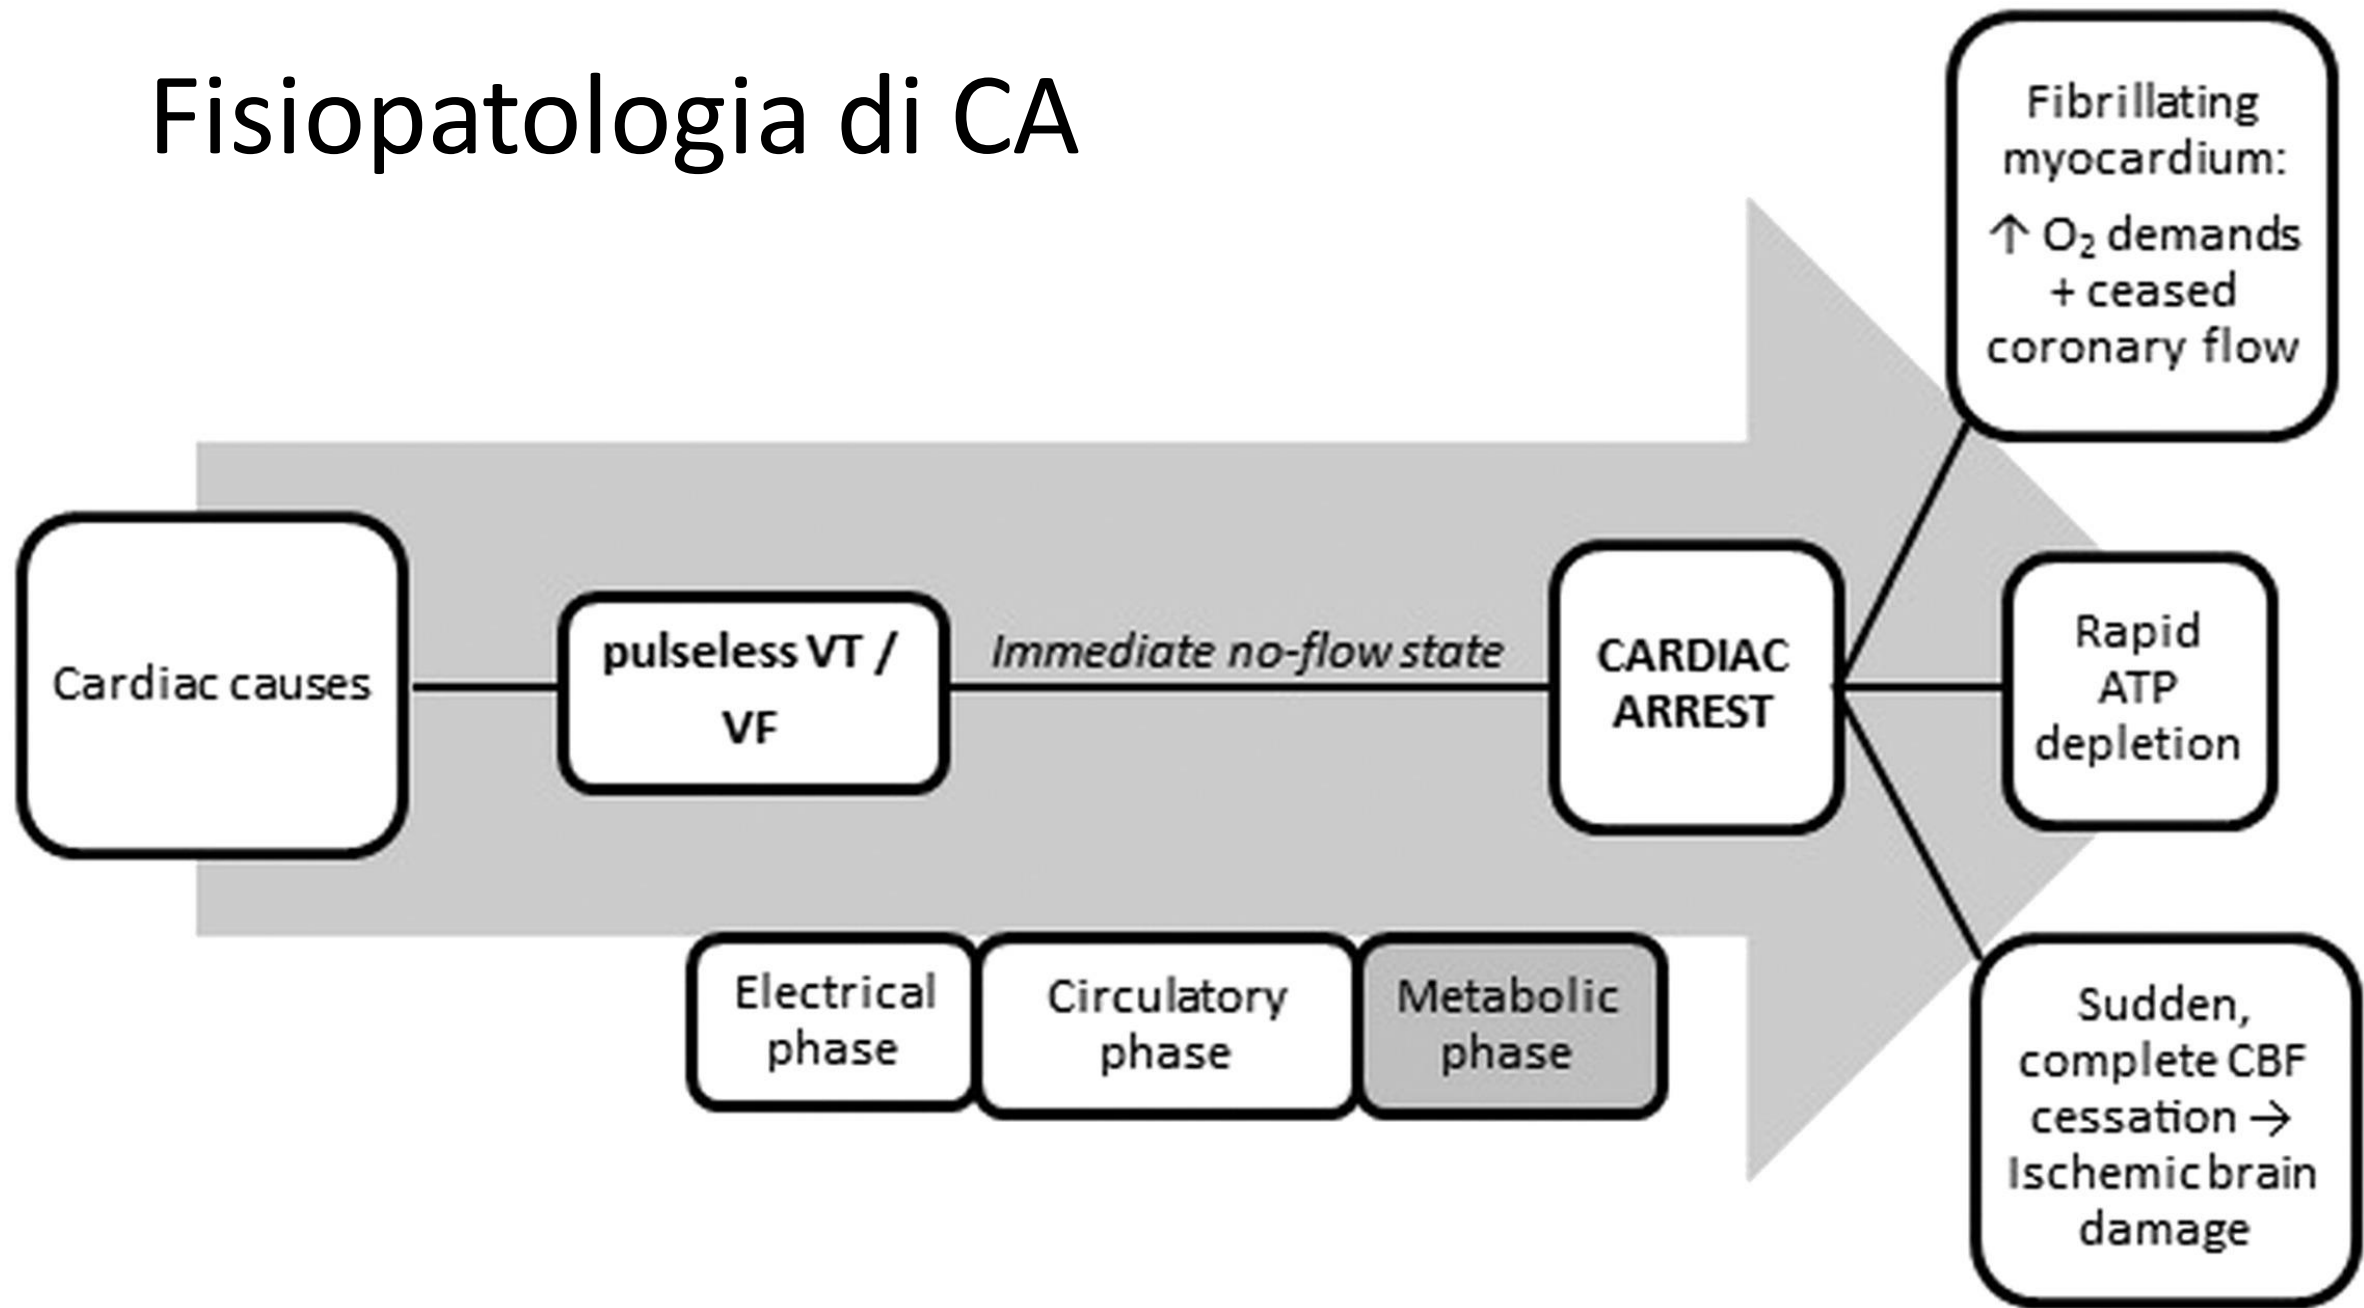 Fisiopatologia di CA
Fibrillating
myocardium:
↑ O₂ demands
+ ceased
coronary flow
Cardiac causes
pulseless VT /
VF
Immediate no-flow state
CARDIAC
ARREST
Rapid
ATP
depletion
Electrical
phase
Circulatory
phase
Metabolic
phase
Sudden,
complete CBF
cessation →
Ischemic brain
damage